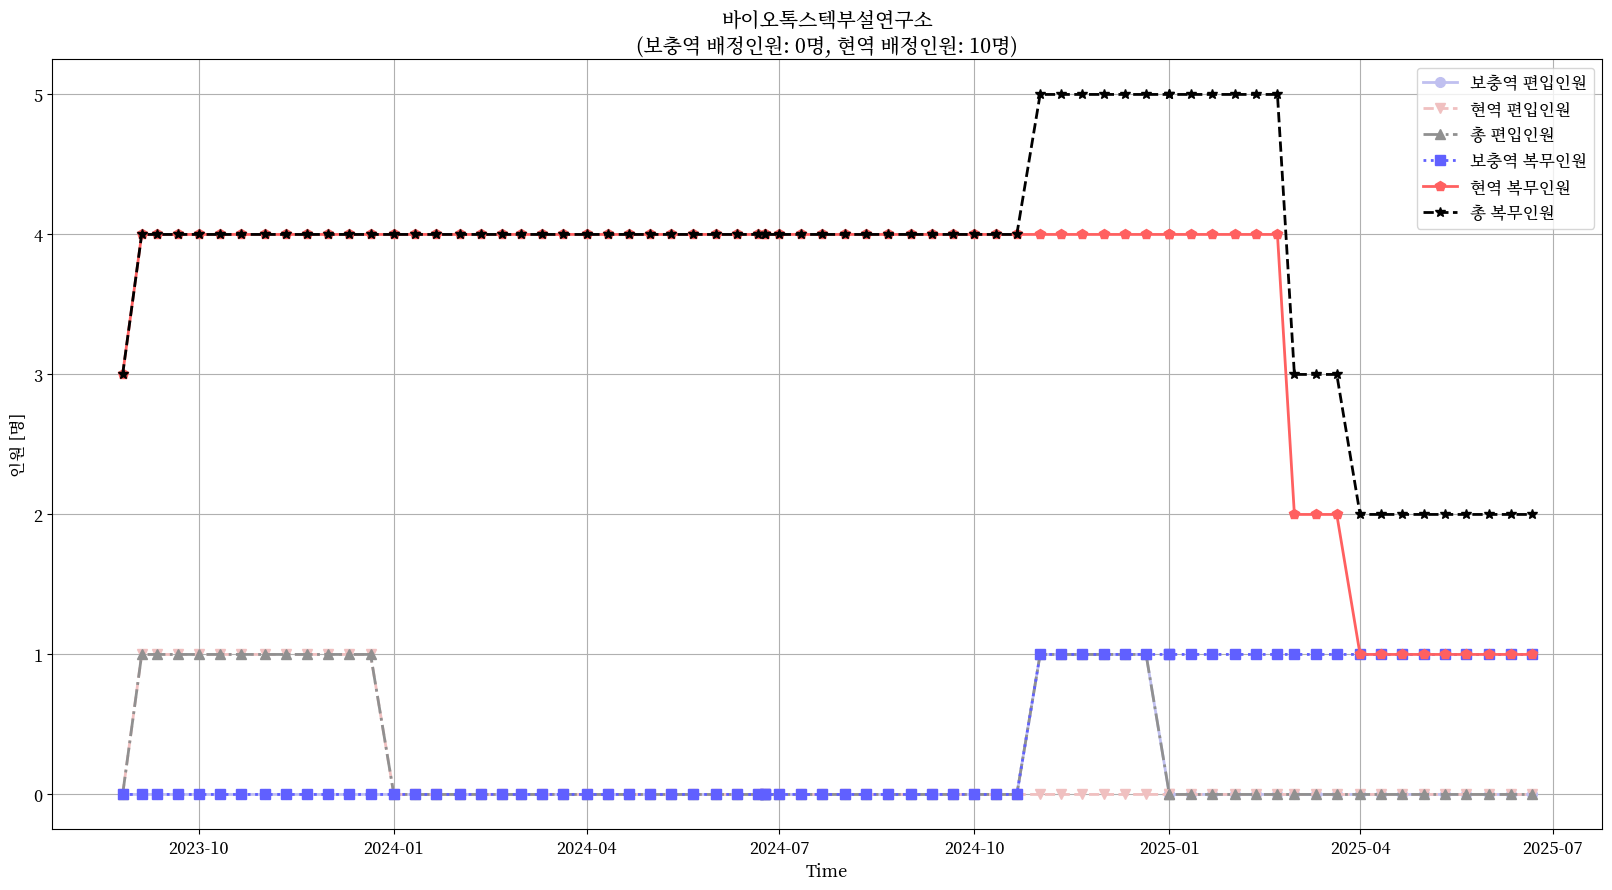 바이오톡스텍부설연구소
(보충역 배정인원: 0명, 현역 배정인원: 10명)
보충역 편입인원
현역 편입인원
총 편입인원
보충역 복무인원
현역 복무인원
총 복무인원
인원 [명]
5
4
3
2
1
0
2023-10
2024-01
2024-04
2024-07
2024-10
2025-01
2025-04
2025-07
Time